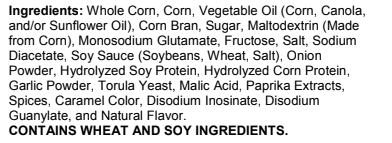 Ingredients: Whole Corn, Corn, Vegetable Oil (Corn, Canola,
and/or Sunflower Oil), Corn Bran, Sugar, Maltodextrin (Made
from Corn), Monosodium Glutamate, Fructose, Salt, Sodium
Diacetate, Soy Sauce (Soybeans, Wheat, Salt), Onion
Powder, Hydrolyzed Soy Protein, Hydrolyzed Corn Protein,
Garlic Powder, Torula Yeast, Malic Acid, Paprika Extracts,
Spices, Caramel Color, Disodium Inosinate, Disodium
Guanylate, and Natural Flavor.
CONTAINS WHEAT AND SOY INGREDIENTS.